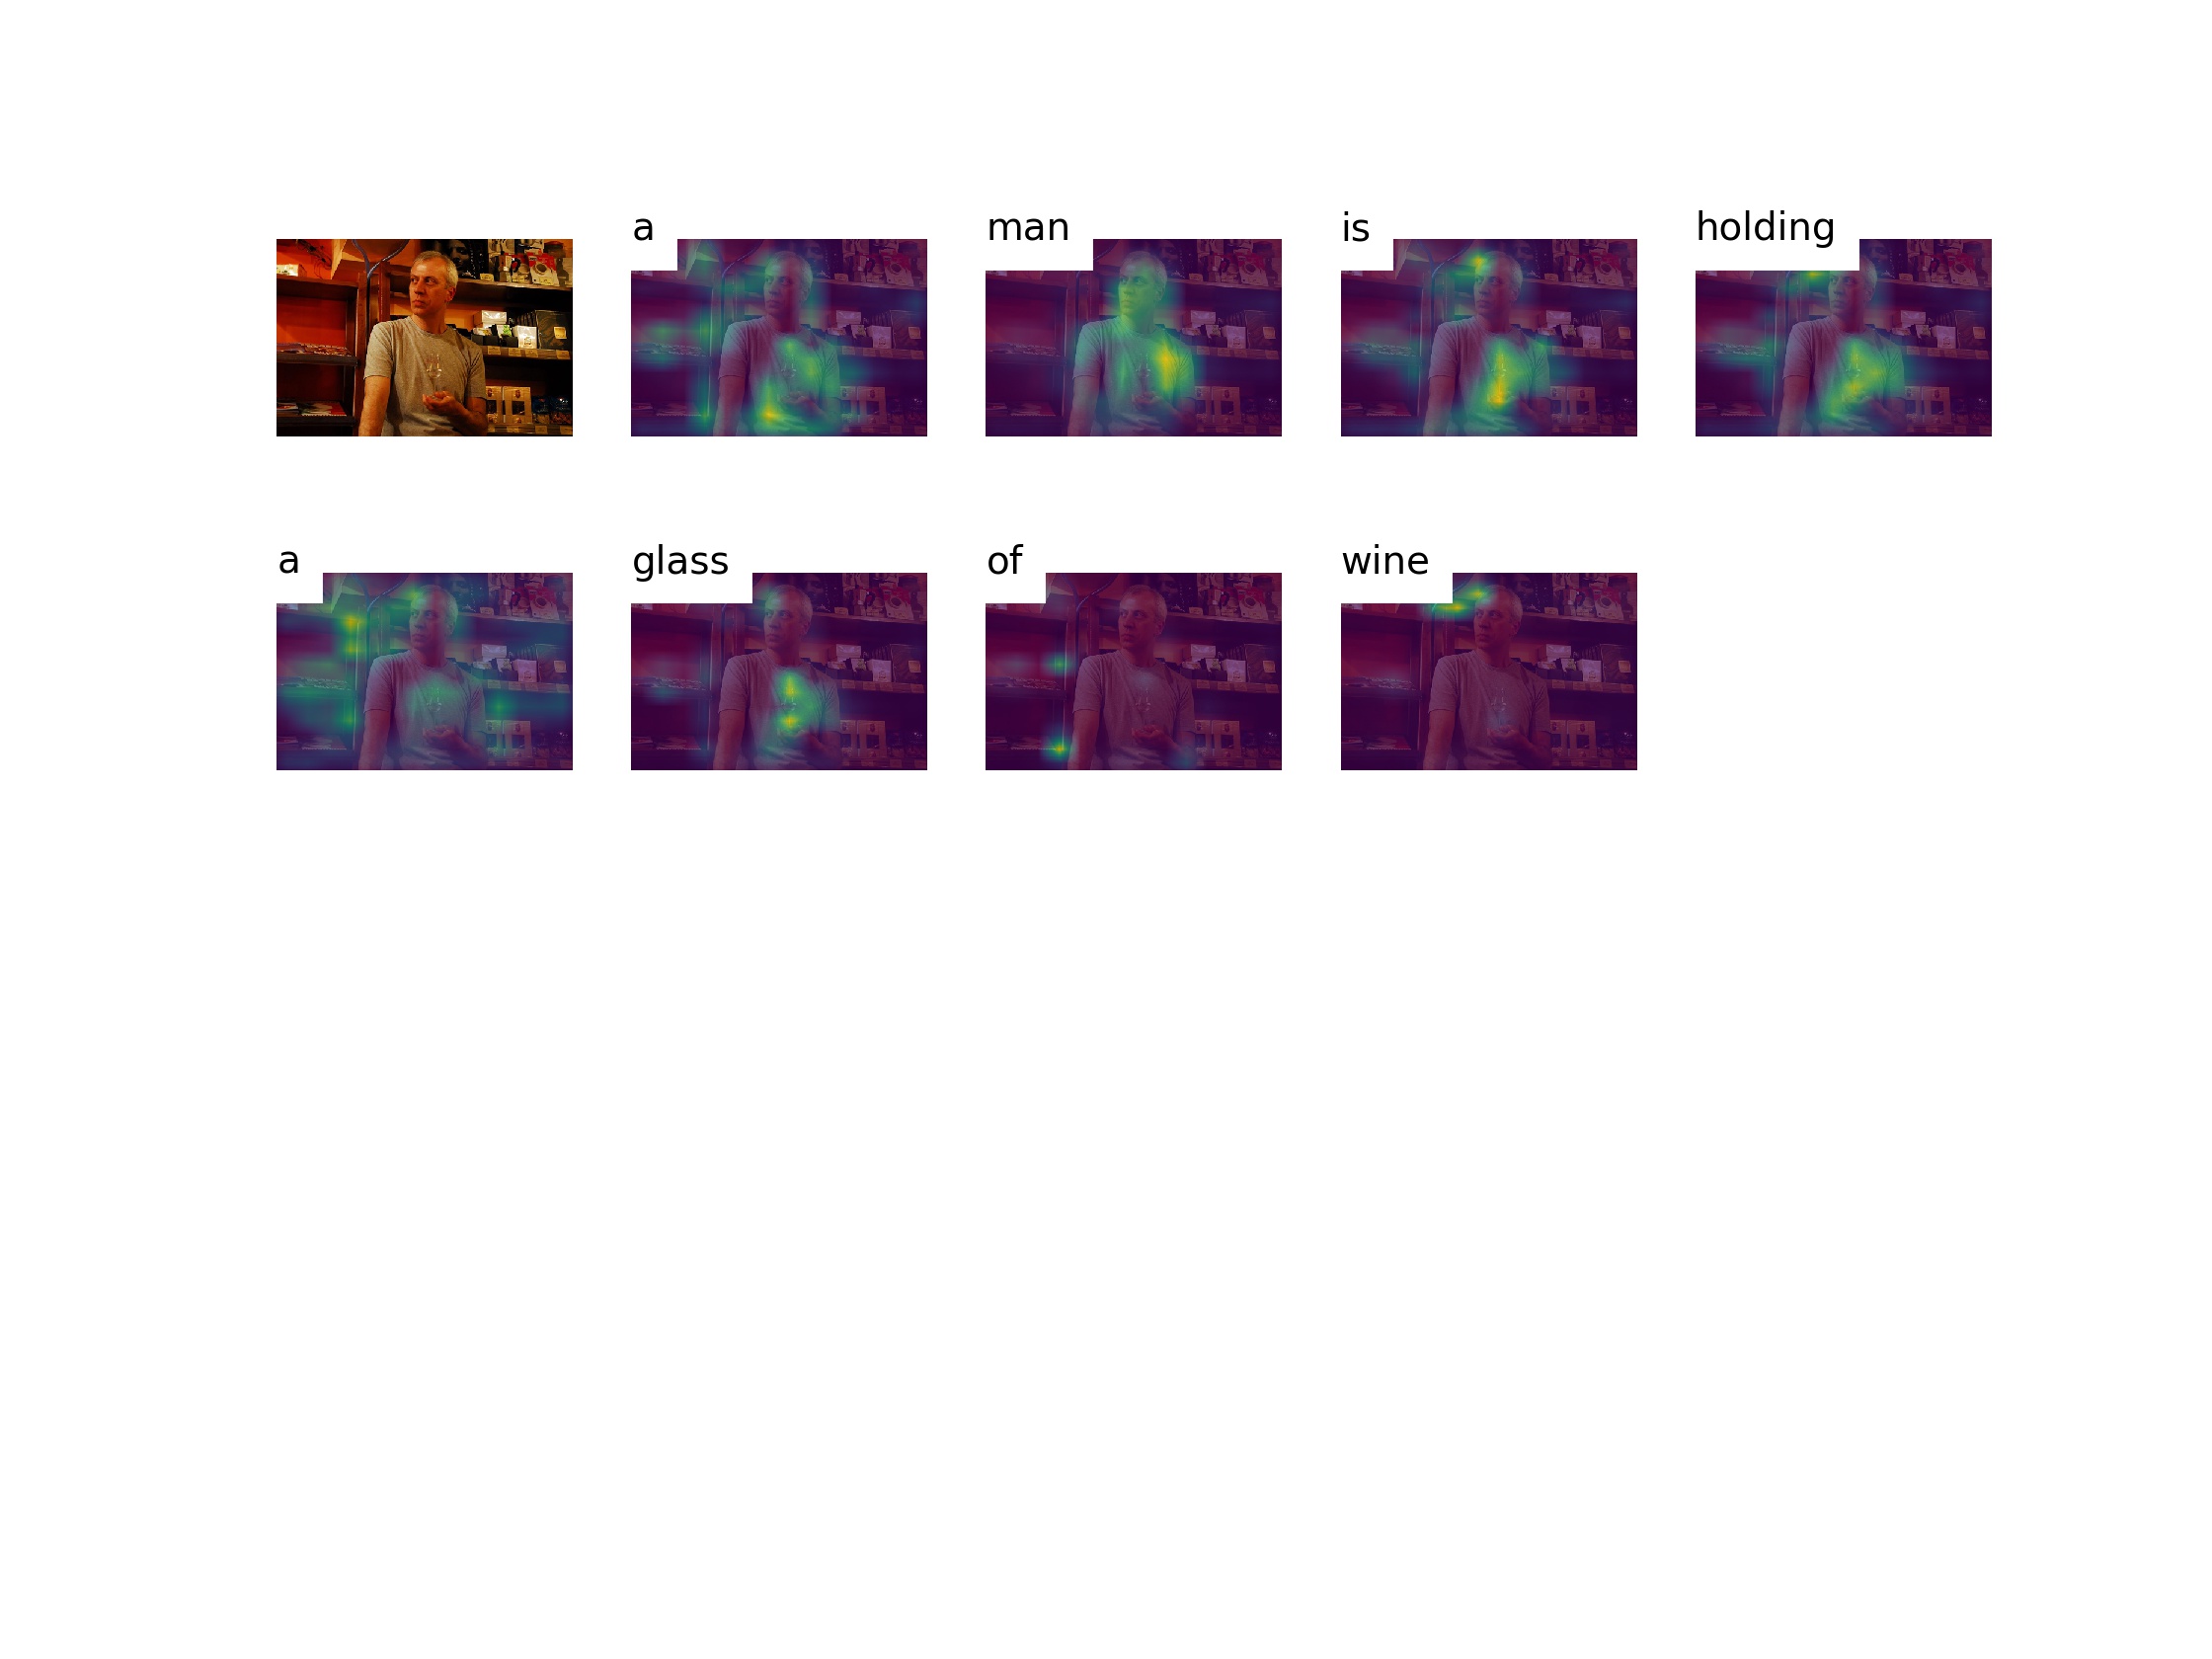 a
man
is
holding
a
glass
of
wine